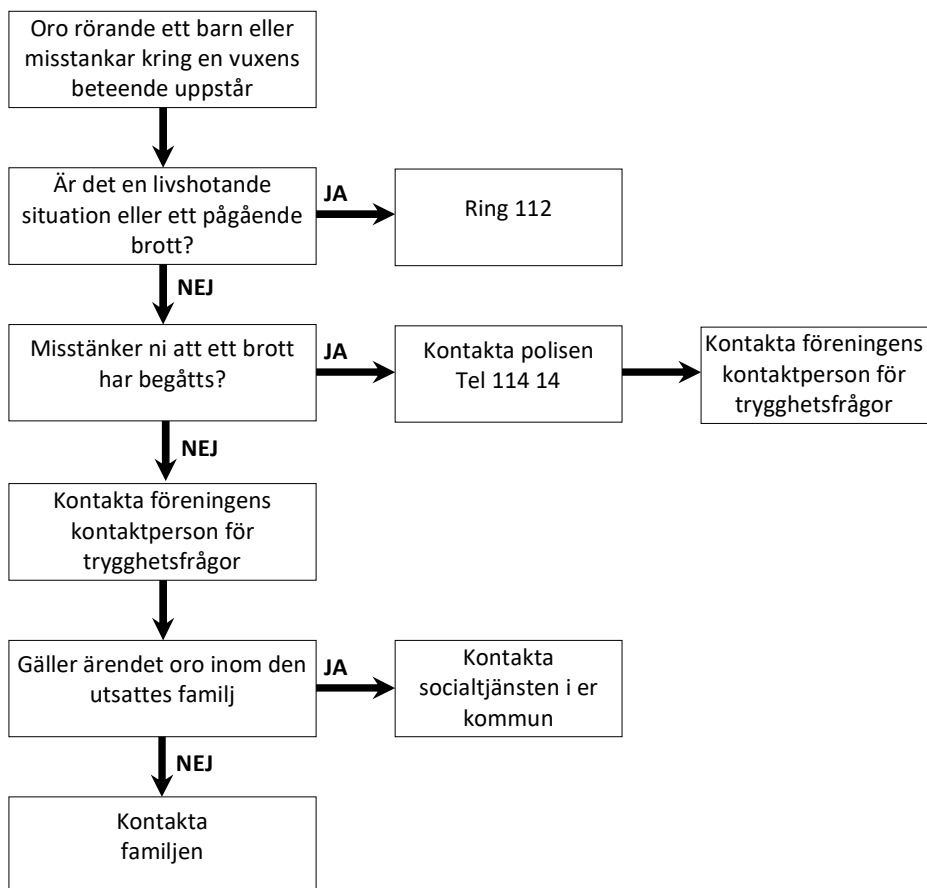 Oro rörande ett barn eller
misstankar kring en vuxens
beteende uppstår
Är det en livshotande
situation eller ett pågående
brott?
JA
Ring 112
NEJ
Misstänker ni att ett brott
har begåtts?
JA
Kontakta polisen
Tel 114 14
Kontakta föreningens
kontaktperson för
trygghetsfrågor
NEJ
Kontakta föreningens
kontaktperson för
trygghetsfrågor
Gäller ärendet oro inom den
utsattes familj
JA
Kontakta
socialtjänsten i er
kommun
NEJ
Kontakta
familjen